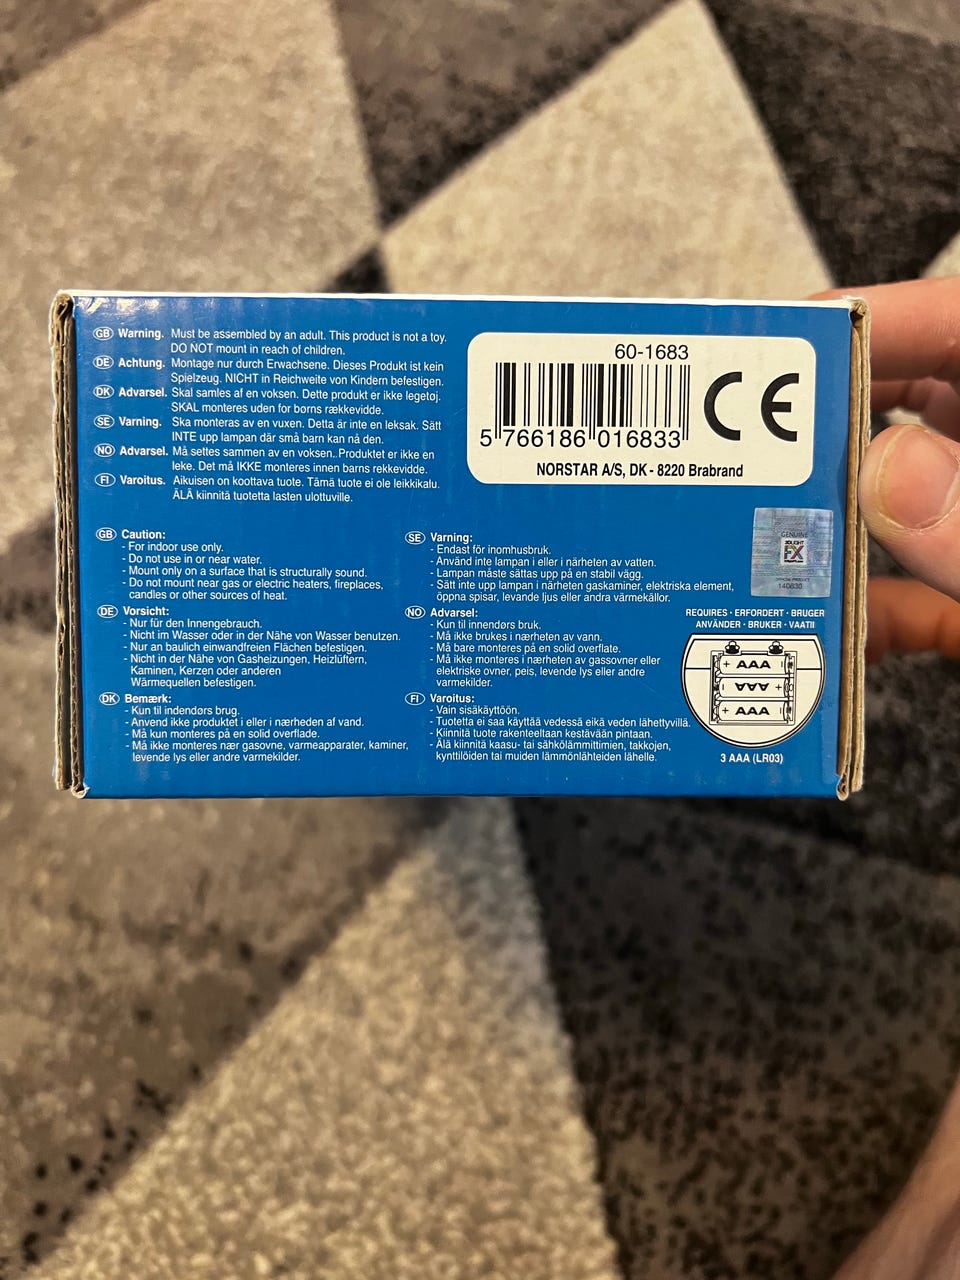 GB Warning. Must be assembled by an adult. This product is not a toy.
DO NOT mount in reach of children.
DE Achtung. Montage nur durch Erwachsene. Dieses Produkt ist kein
Spielzeug. NICHT in Reichweite von Kindern befestigen.
DK Advarsel. Skal samles af en voksen. Dette produkt er ikke legetøj.
SKAL monteres uden for børns rækkevidde.
SE Varning. Ska monteras av en vuxen. Detta är inte en leksak. Sätt
INTE upp lampan där små barn kan nå den.
NO Advarsel. Må settes sammen av en voksen. Produktet er ikke en
leke. Det må IKKE monteres innen barns rekkevidde.
FI Varoitus. Aikuisen on koottava tuote. Tämä tuote ei ole leikkikalu.
ÄLÄ kiinnitä tuotetta lasten ulottuville.
60-1683
5 766186 016833
NORSTAR A/S, DK - 8220 Brabrand
CE
GB Caution:
- For indoor use only.
- Do not use in or near water.
- Mount only on a surface that is structurally sound.
- Do not mount near gas or electric heaters, fireplaces,
candles or other sources of heat.
DE Vorsicht:
- Nur für den Innengebrauch.
- Nicht im Wasser oder in der Nähe von Wasser benutzen.
- Nur an baulich einwandfreien Flächen befestigen.
- Nicht in der Nähe von Gasheizungen, Heizlüftern,
Kaminen, Kerzen oder anderen
Wärmequellen befestigen.
DK Bemærk:
- Kun til indendørs brug.
- Anvend ikke produktet i eller i nærheden af vand.
- Må kun monteres på en solid overflade.
- Må ikke monteres nær gasovne, varmeapparater, kaminer,
levende lys eller andre varmekilder.
SE Varning:
- Endast för inomhusbruk.
- Använd inte lampan i eller i närheten av vatten.
- Lampan måste sättas upp på en stabil vägg.
- Sätt inte upp lampan i närheten gaskaminer, elektriska element,
öppna spisar, levande ljus eller andra värmekällor.
NO Advarsel:
- Kun til innendørs bruk.
- Må ikke brukes i nærheten av vann.
- Må bare monteres på en solid overflate.
- Må ikke monteres i nærheten av gassovner eller
elektriske ovner, peis, levende lys eller andre
varmekilder.
FI Varoitus:
- Vain sisäkäyttöön.
- Tuotetta ei saa käyttää vedessä eikä veden lähettyvillä.
- Kiinnitä tuote rakenteeltaan kestävään pintaan.
- Älä kiinnitä kaasu- tai sähkölämmittimien, takkojen,
kynttilöiden tai muiden lämmönlähteiden lähelle.
GENUINE
3DLIGHT
FX
OFFICIAL PRODUCT
140630
REQUIRES · ERFORDERT · BRUGER
ANVÄNDER · BRUKER · VAATII
+ AAA -
- AAA +
+ AAA -
3 AAA (LR03)